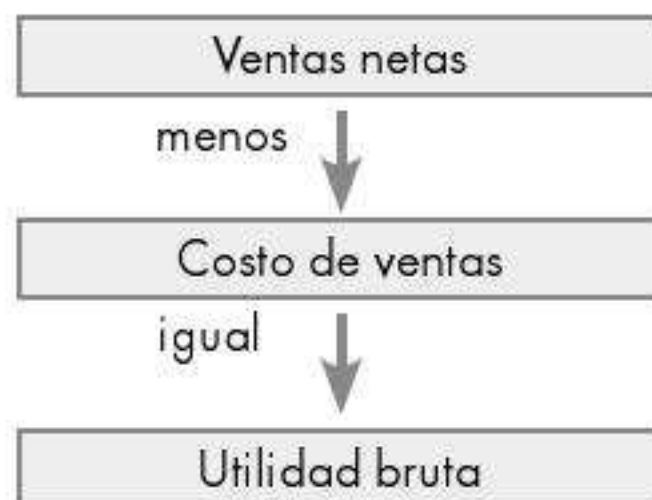 Ventas netas
menos
Costo de ventas
igual
Utilidad bruta